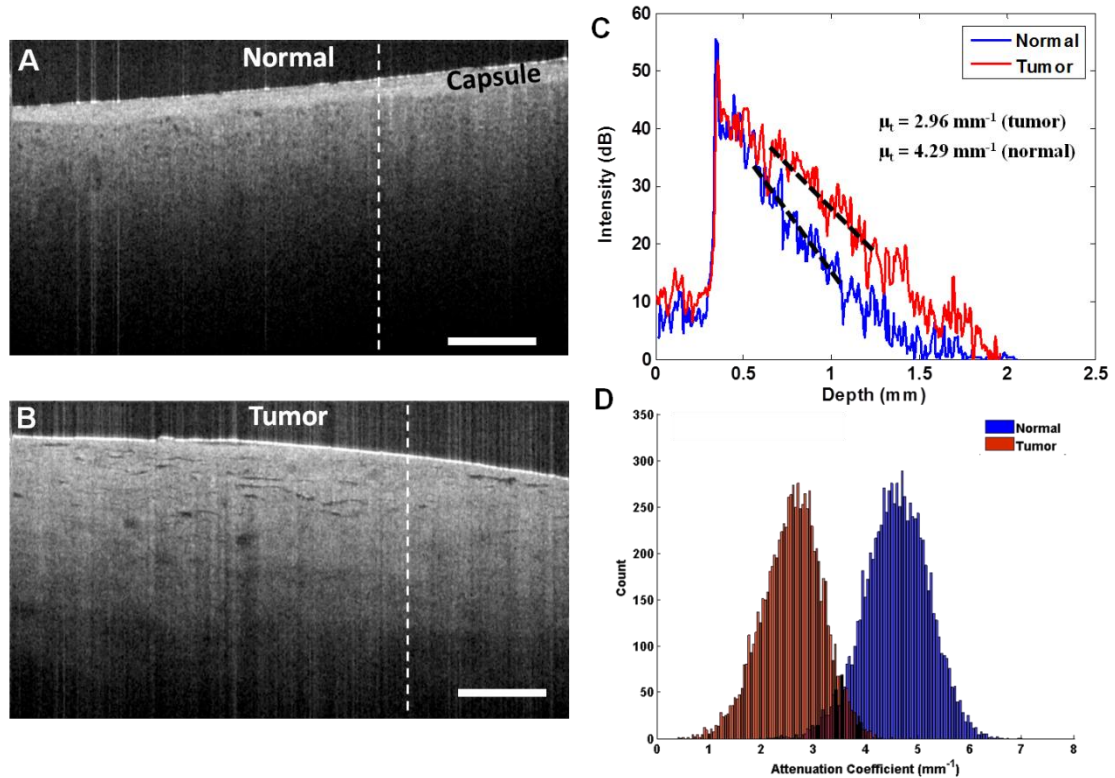 A
Normal
Capsule
B
Tumor
C
Normal
Tumor
μt = 2.96 mm-1 (tumor)
μt = 4.29 mm-1 (normal)
Intensity (dB)
60
50
40
30
20
10
0
0 0.5 1 1.5 2 2.5
Depth (mm)
D
Normal
Tumor
Count
350
300
250
200
150
100
50
0
0 1 2 3 4 5 6 7 8
Attenuation Coefficient (mm-1)